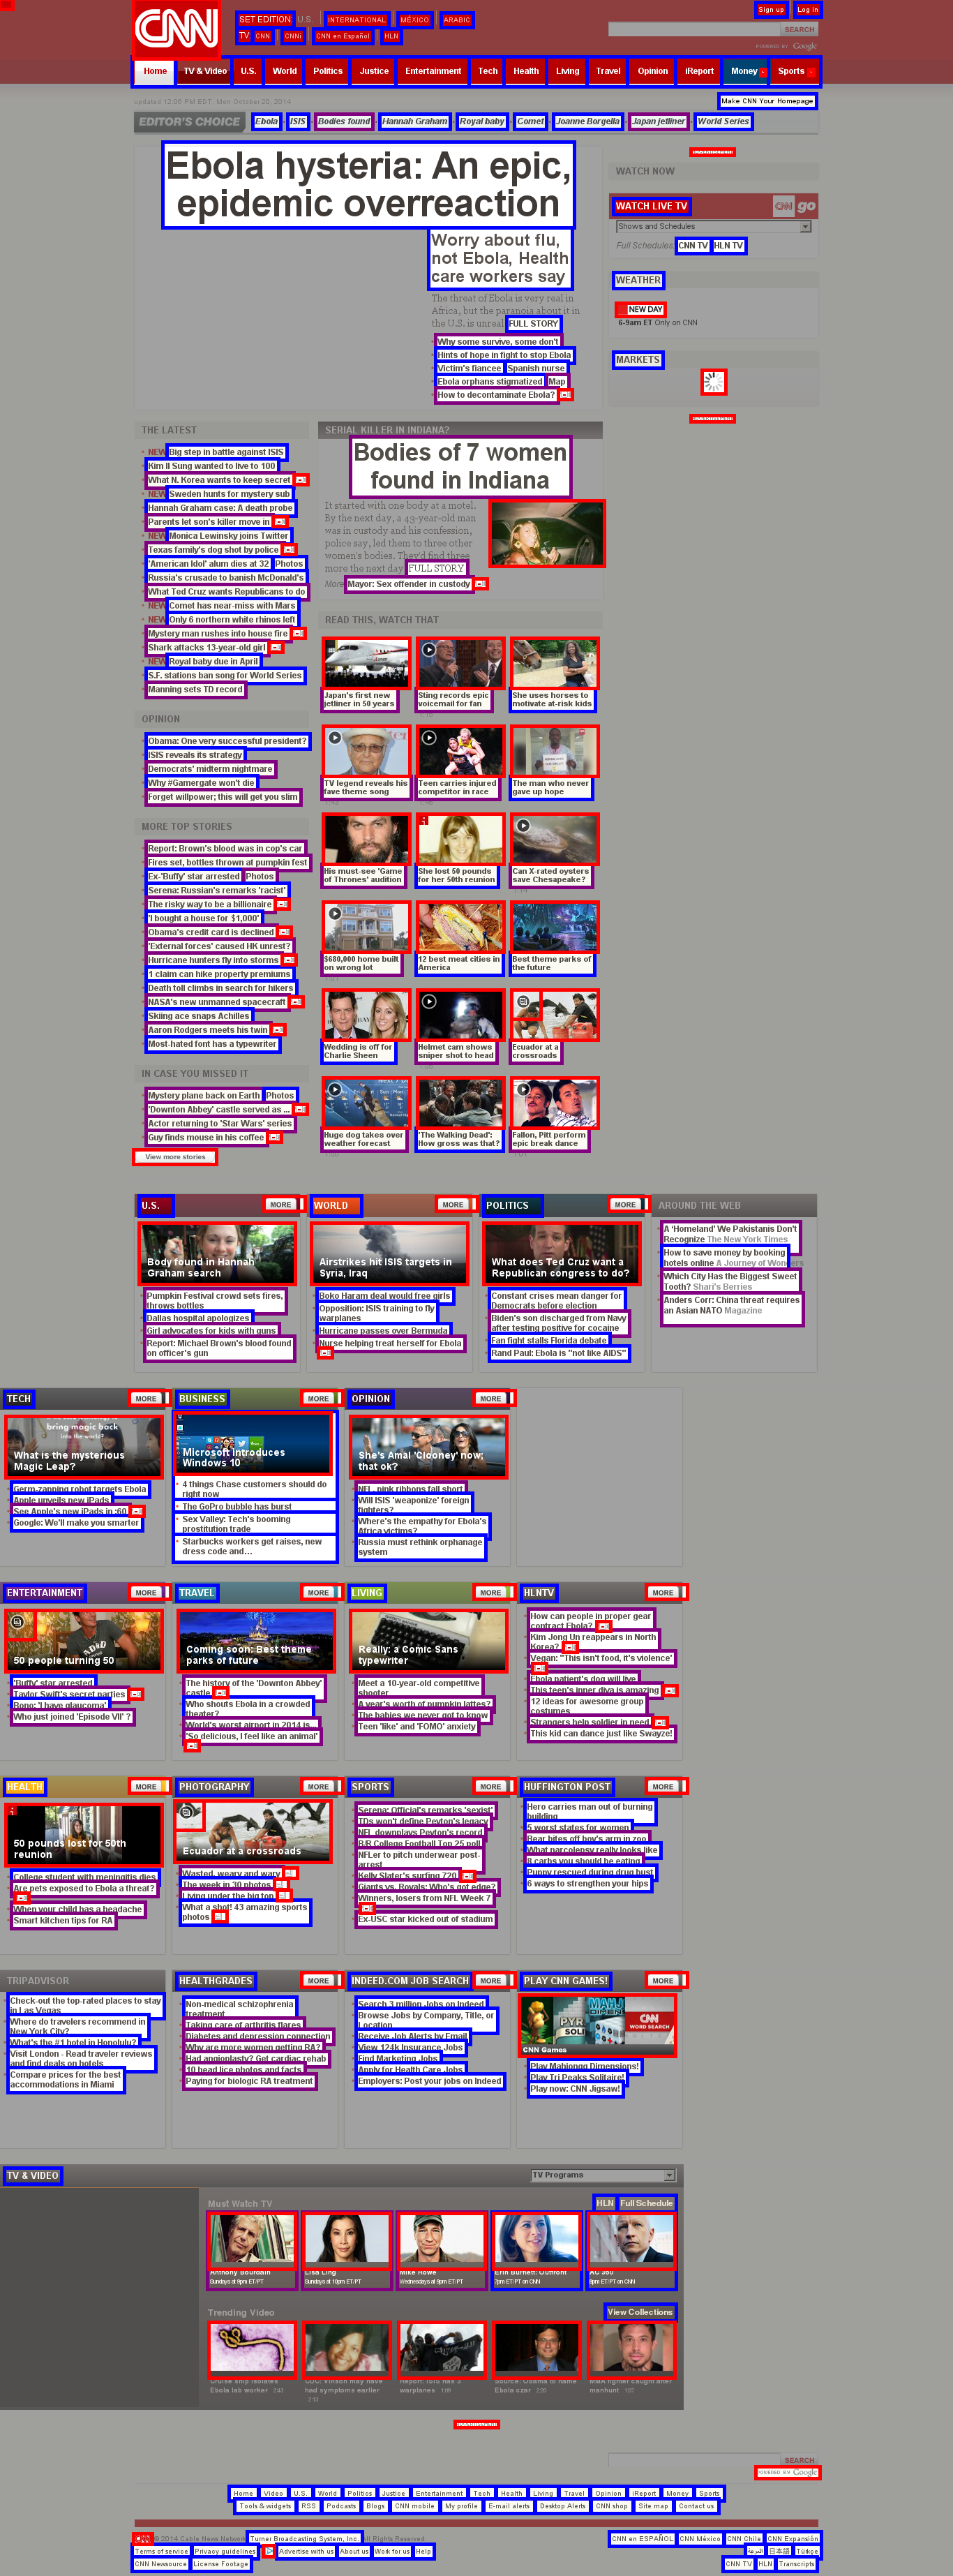 CNN
SET EDITION: U.S. INTERNATIONAL MÉXICO ARABIC
TV: CNN CNNi CNN en Español HLN
Sign up Log in
SEARCH
POWERED BY Google
Home TV & Video U.S. World Politics Justice Entertainment Tech Health Living Travel Opinion iReport Money Sports
updated 12:08 PM EDT, Mon October 20, 2014
Make CNN Your Homepage
EDITOR'S CHOICE Ebola ISIS Bodies found Hannah Graham Royal baby Comet Joanne Borgella Japan jetliner World Series
Ebola hysteria: An epic,
epidemic overreaction
Worry about flu,
not Ebola, Health
care workers say
The threat of Ebola is very real in
Africa, but the paranoia about it in
the U.S. is unreal FULL STORY
Why some survive, some don't
Hints of hope in fight to stop Ebola
Victim's fiancee Spanish nurse
Ebola orphans stigmatized Map
How to decontaminate Ebola?
WATCH NOW
WATCH LIVE TV CNN go
Shows and Schedules
Full Schedules: CNN TV HLN TV
WEATHER
NEW DAY
6-9am ET Only on CNN
MARKETS
THE LATEST
NEW Big step in battle against ISIS
Kim Il Sung wanted to live to 100
What N. Korea wants to keep secret
NEW Sweden hunts for mystery sub
Hannah Graham case: A death probe
Parents let son's killer move in
NEW Monica Lewinsky joins Twitter
Texas family's dog shot by police
'American Idol' alum dies at 32 Photos
Russia's crusade to banish McDonald's
What Ted Cruz wants Republicans to do
NEW Comet has near-miss with Mars
NEW Only 6 northern white rhinos left
Mystery man rushes into house fire
Shark attacks 13-year-old girl
NEW Royal baby due in April
S.F. stations ban song for World Series
Manning sets TD record
OPINION
Obama: One very successful president?
ISIS reveals its strategy
Democrats' midterm nightmare
Why #Gamergate won't die
Forget willpower; this will get you slim
MORE TOP STORIES
Report: Brown's blood was in cop's car
Fires set, bottles thrown at pumpkin fest
Ex-'Buffy' star arrested Photos
Serena: Russian's remarks 'racist'
The risky way to be a billionaire
'I bought a house for $1,000'
Obama's credit card is declined
'External forces' caused HK unrest?
Hurricane hunters fly into storms
1 claim can hike property premiums
Death toll climbs in search for hikers
NASA's new unmanned spacecraft
Skiing ace snaps Achilles
Aaron Rodgers meets his twin
Most-hated font has a typewriter
IN CASE YOU MISSED IT
Mystery plane back on Earth Photos
'Downton Abbey' castle served as ...
Actor returning to 'Star Wars' series
Guy finds mouse in his coffee
View more stories
SERIAL KILLER IN INDIANA?
Bodies of 7 women
found in Indiana
It started with one body at a motel.
By the next day, a 43-year-old man
was in custody and his confession,
police say, led them to three other
women's bodies. They'd find three
more the next day FULL STORY
More Mayor: Sex offender in custody
READ THIS, WATCH THAT
Japan's first new
jetliner in 50 years
Sting records epic
voicemail for fan
She uses horses to
motivate at-risk kids
TV legend reveals his
fave theme song
Teen carries injured
competitor in race
The man who never
gave up hope
His must-see 'Game
of Thrones' audition
She lost 50 pounds
for her 50th reunion
Can X-rated oysters
save Chesapeake?
$680,000 home built
on wrong lot
12 best meat cities in
America
Best theme parks of
the future
Wedding is off for
Charlie Sheen
Helmet cam shows
sniper shot to head
Ecuador at a
crossroads
Huge dog takes over
weather forecast
'The Walking Dead':
How gross was that?
Fallon, Pitt perform
epic break dance
U.S. MORE
Body found in Hannah
Graham search
Pumpkin Festival crowd sets fires,
throws bottles
Dallas hospital apologizes
Girl advocates for kids with guns
Report: Michael Brown's blood found
on officer's gun
WORLD MORE
Airstrikes hit ISIS targets in
Syria, Iraq
Boko Haram deal would free girls
Opposition: ISIS training to fly
warplanes
Hurricane passes over Bermuda
Nurse helping treat herself for Ebola
POLITICS MORE
What does Ted Cruz want a
Republican congress to do?
Constant crises mean danger for
Democrats before election
Biden's son discharged from Navy
after testing positive for cocaine
Fan fight stalls Florida debate
Rand Paul: Ebola is "not like AIDS"
AROUND THE WEB
A 'Homeland' We Pakistanis Don't
Recognize The New York Times
How to save money by booking
hotels online A Journey of Wonders
Which City Has the Biggest Sweet
Tooth? Shari's Berries
Anders Corr: China threat requires
an Asian NATO Magazine
TECH MORE
What is the mysterious
Magic Leap?
Germ-zapping robot targets Ebola
Apple unveils new iPads
See Apple's new iPads in :60
Google: We'll make you smarter
BUSINESS MORE
Microsoft introduces
Windows 10
4 things Chase customers should do
right now
The GoPro bubble has burst
Sex Valley: Tech's booming
prostitution trade
Starbucks workers get raises, new
dress code and...
OPINION MORE
She's Amal 'Clooney' now;
that ok?
NFL, pink ribbons fall short
Will ISIS 'weaponize' foreign
fighters?
Where's the empathy for Ebola's
Africa victims?
Russia must rethink orphanage
system
ENTERTAINMENT MORE
50 people turning 50
'Buffy' star arrested
Taylor Swift's secret parties
Bono: 'I have glaucoma'
Who just joined 'Episode VII' ?
TRAVEL MORE
Coming soon: Best theme
parks of future
The history of the 'Downton Abbey'
castle
Who shouts Ebola in a crowded
theater?
World's worst airport in 2014 is...
'So delicious, I feel like an animal'
LIVING MORE
Really: a Comic Sans
typewriter
Meet a 10-year-old competitive
shooter
A year's worth of pumpkin lattes?
The babies we never got to know
Teen 'like' and 'FOMO' anxiety
HLNTV MORE
How can people in proper gear
contract Ebola?
Kim Jong Un reappears in North
Korea?
Vegan: "This isn't food, it's violence'
Ebola patient's dog will live
This teen's inner diva is amazing
12 ideas for awesome group
costumes
Strangers help soldier in need
This kid can dance just like Swayze!
HEALTH MORE
50 pounds lost for 50th
reunion
College student with meningitis dies
Are pets exposed to Ebola a threat?
When your child has a headache
Smart kitchen tips for RA
PHOTOGRAPHY MORE
Ecuador at a crossroads
Wasted, weary and wary
The week in 30 photos
Living under the big top
What a shot! 43 amazing sports
photos
SPORTS MORE
Serena: Official's remarks 'sexist'
TDs won't define Peyton's legacy
NFL downplays Peyton's record
B/R College Football Top 25 poll
NFLer to pitch underwear post-
arrest
Kelly Slater's surfing 720
Giants vs. Royals: Who's got edge?
Winners, losers from NFL Week 7
Ex-USC star kicked out of stadium
HUFFINGTON POST MORE
Hero carries man out of burning
building
5 worst states for women
Bear bites off boy's arm in zoo
What narcolepsy really looks like
8 carbs you should be eating
Puppy rescued during drug bust
6 ways to strengthen your hips
TRIPADVISOR
Check-out the top-rated places to stay
in Las Vegas
Where do travelers recommend in
New York City?
What's the #1 hotel in Honolulu?
Visit London - Read traveler reviews
and find deals on hotels
Compare prices for the best
accommodations in Miami
HEALTHGRADES MORE
Non-medical schizophrenia
treatment
Taking care of arthritis flares
Diabetes and depression connection
Why are more women getting RA?
Had angioplasty? Get cardiac rehab
10 head lice photos and facts
Paying for biologic RA treatment
INDEED.COM JOB SEARCH MORE
Search 3 million Jobs on Indeed
Browse Jobs by Company, Title, or
Location
Receive Job Alerts by Email
View 124k Insurance Jobs
Find Marketing Jobs
Apply for Health Care Jobs
Employers: Post your jobs on Indeed
PLAY CNN GAMES! MORE
CNN WORD SEARCH
CNN Games
Play Mahjongg Dimensions!
Play Tri Peaks Solitaire!
Play now: CNN Jigsaw!
TV & VIDEO
TV Programs
Must Watch TV
HLN Full Schedule
Anthony Bourdain
Sundays at 9pm ET/PT
Lisa Ling
Sundays at 10pm ET/PT
Mike Rowe
Wednesdays at 9pm ET/PT
Erin Burnett: Outfront
7pm ET/PT on CNN
AC 360
8pm ET/PT on CNN
Trending Video
View Collections
Cruise ship isolates
Ebola lab worker 2:42
CDC: Vinson may have
had symptoms earlier
2:13
Report: ISIS has 3
warplanes
Source: Obama to name
Ebola czar
MMA fighter caught after
manhunt
SEARCH
POWERED BY Google
Home Video U.S. World Politics Justice Entertainment Tech Health Living Travel Opinion iReport Money Sports
Tools & widgets RSS Podcasts Blogs CNN mobile My profile E-mail alerts Desktop Alerts CNN shop Site map Contact us
CNN © 2014 Cable News Network. Turner Broadcasting System, Inc. All Rights Reserved.
Terms of service Privacy guidelines Advertise with us About us Work for us Help
CNN Newsource License Footage
CNN en ESPAÑOL CNN México CNN Chile CNN Expansión
العربية 日本語 Türkçe
CNN TV HLN Transcripts